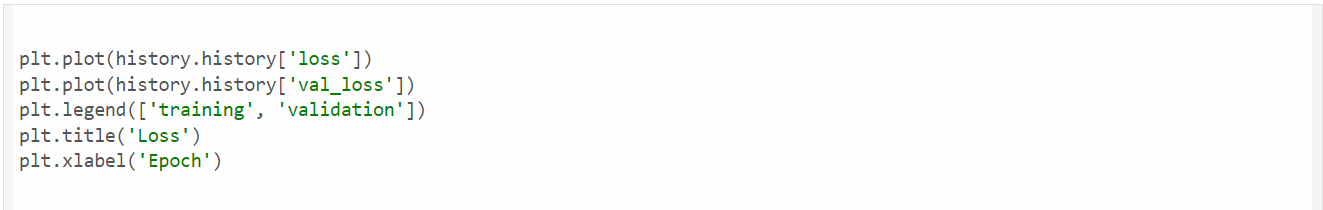 plt.plot(history.history['loss'])
plt.plot(history.history['val_loss'])
plt.legend(['training', 'validation'])
plt.title('Loss')
plt.xlabel('Epoch')